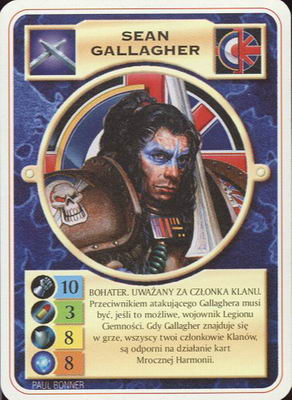 SEAN
GALLAGHER
10
3
8
8
BOHATER. UWAŻANY ZA CZŁONKA KLANU.
Przeciwnikiem atakującego Gallaghera musi
być, jeśli to możliwe, wojownik Legionu
Ciemności. Gdy Gallagher znajduje się
w grze, wszyscy twoi członkowie Klanów,
są odporni na działanie kart
Mrocznej Harmonii.
PAUL BONNER